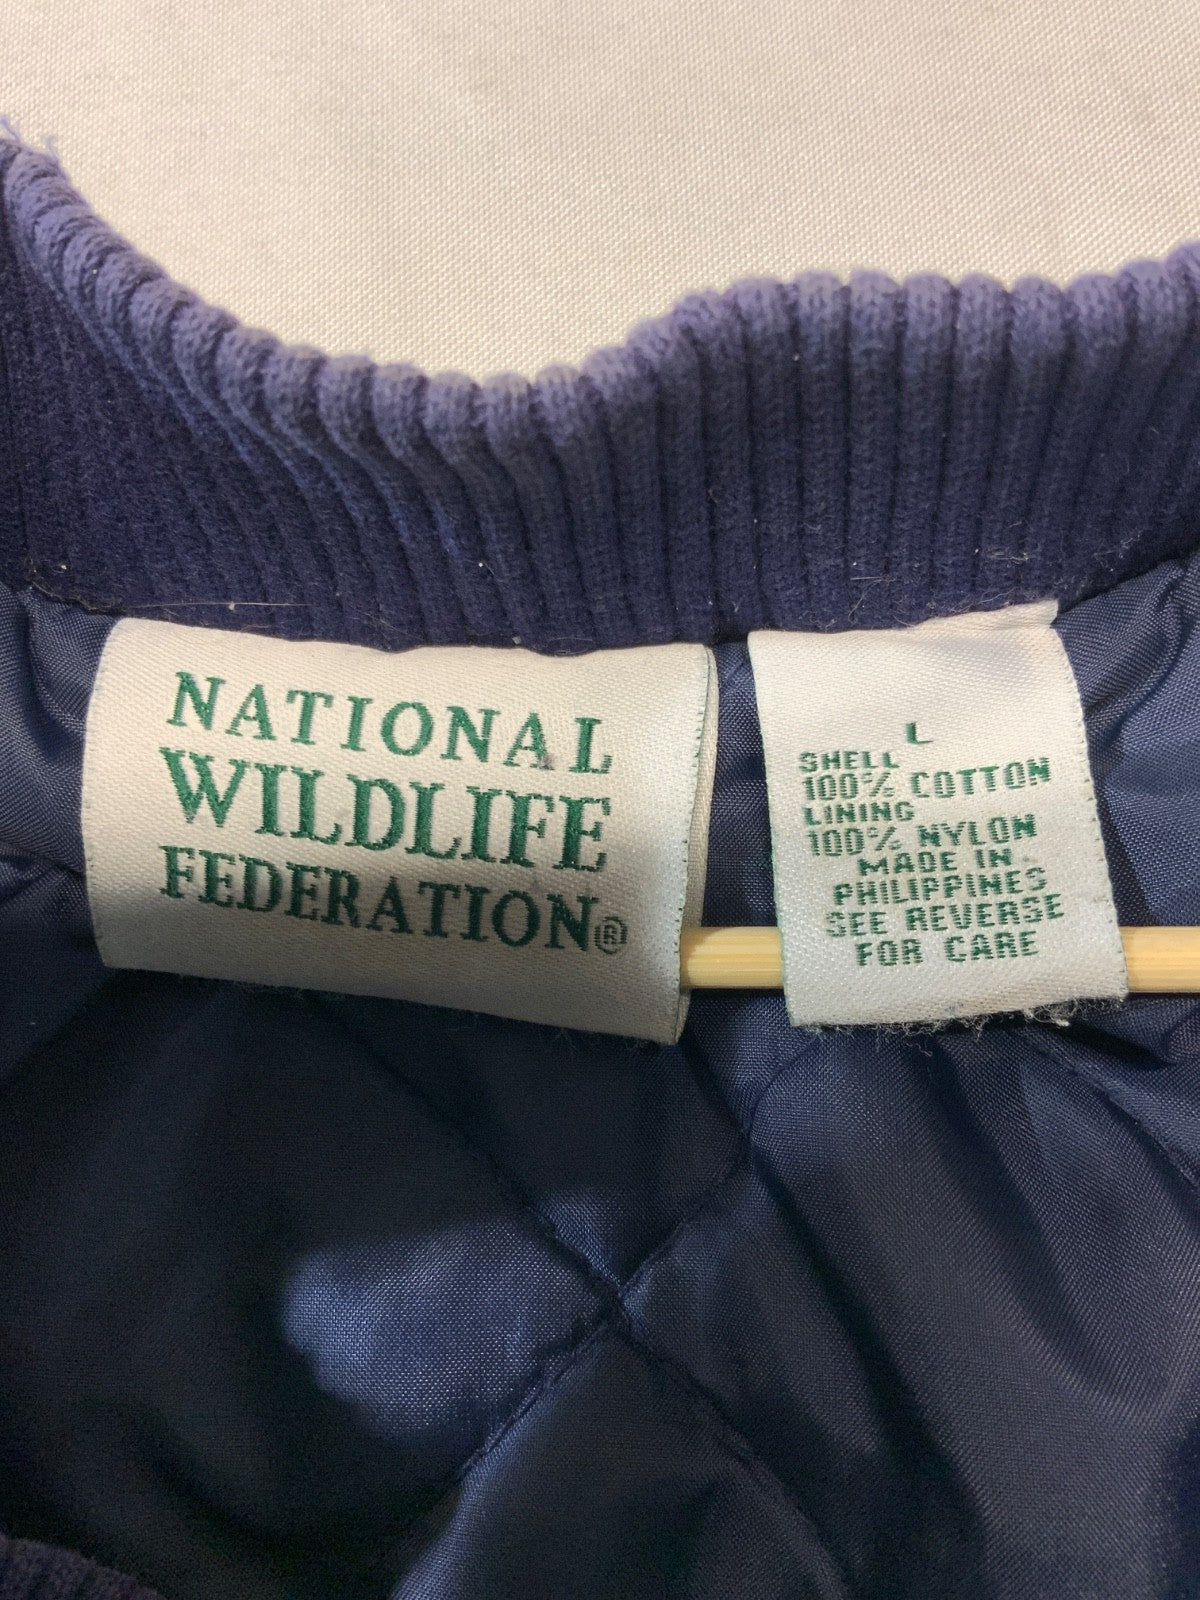 NATIONAL
WILDLIFE
FEDERATION®
L
SHELL
100% COTTON
LINING
100% NYLON
MADE IN
PHILIPPINES
SEE REVERSE
FOR CARE